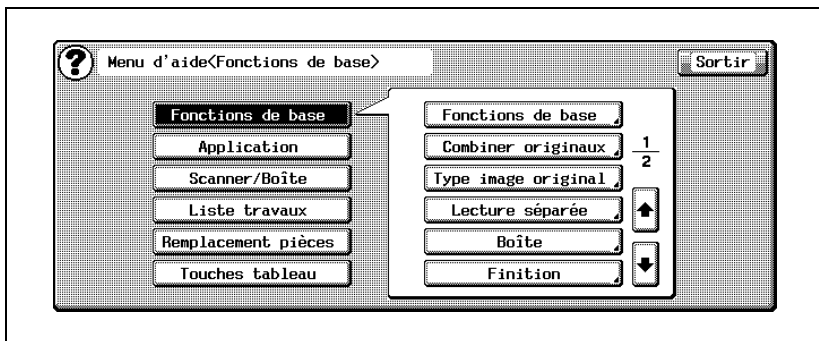 ? Menu d'aide<Fonctions de base>
Sortir
Fonctions de base
Application
Scanner/Boîte
Liste travaux
Remplacement pièces
Touches tableau
Fonctions de base
Combiner originaux
Type image original
Lecture séparée
Boîte
Finition
1
2